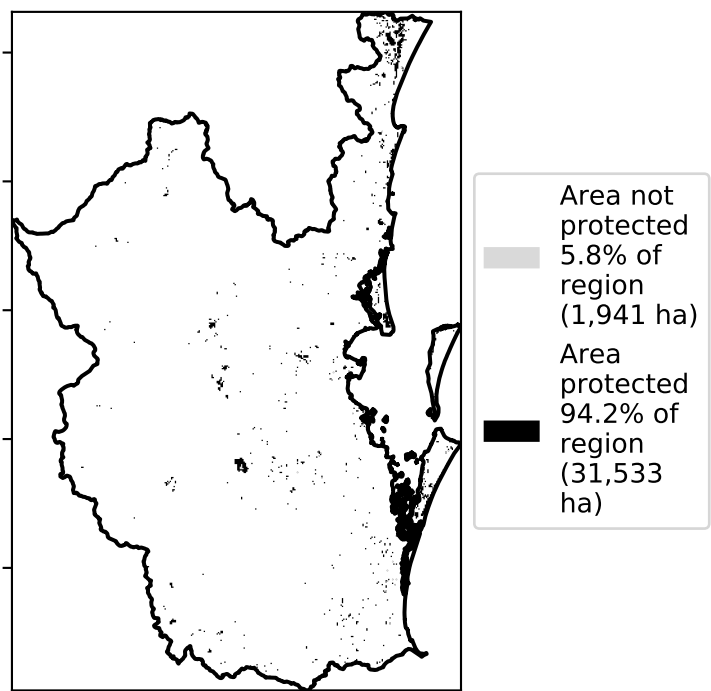 Area not
protected
5.8% of
region
(1,941 ha)
Area
protected
94.2% of
region
(31,533
ha)